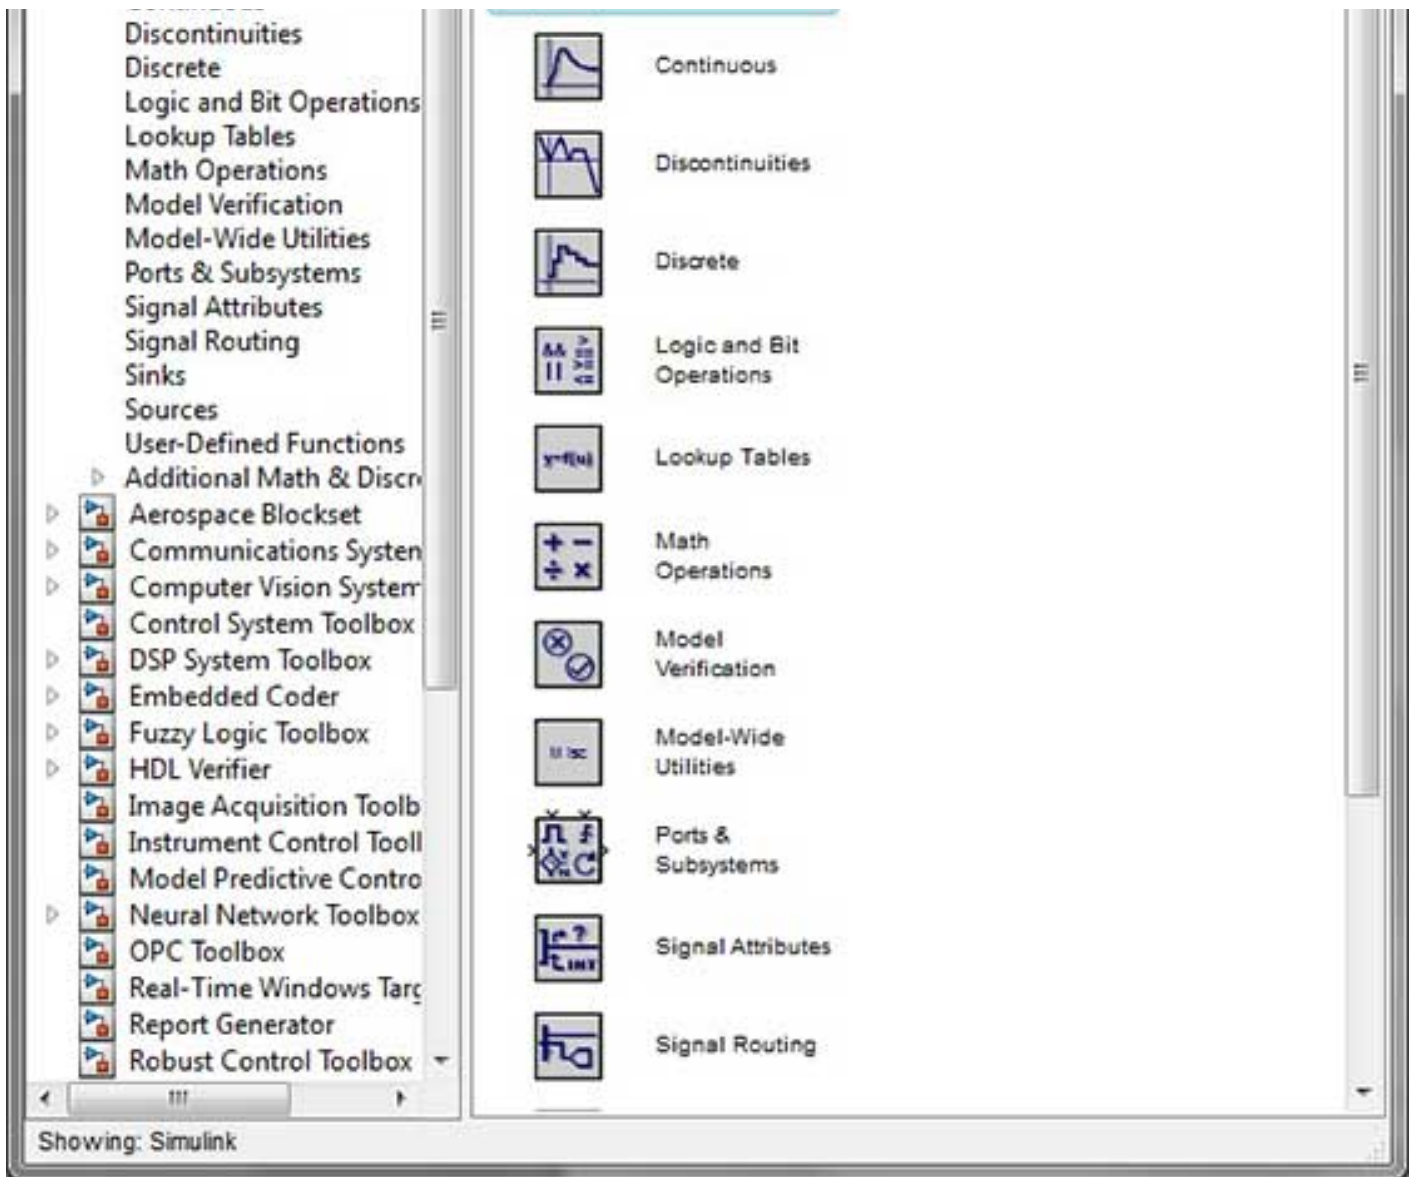 Discontinuities
Discrete
Logic and Bit Operations
Lookup Tables
Math Operations
Model Verification
Model-Wide Utilities
Ports & Subsystems
Signal Attributes
Signal Routing
Sinks
Sources
User-Defined Functions
Additional Math & Discr
Aerospace Blockset
Communications System
Computer Vision System
Control System Toolbox
DSP System Toolbox
Embedded Coder
Fuzzy Logic Toolbox
HDL Verifier
Image Acquisition Toolb
Instrument Control Tool
Model Predictive Contro
Neural Network Toolbox
OPC Toolbox
Real-Time Windows Targ
Report Generator
Robust Control Toolbox
Continuous
Discontinuities
Discrete
&& > == || >= <=
Logic and Bit
Operations
y=f(u)
Lookup Tables
+ −
÷ ×
Math
Operations
Model
Verification
Model-Wide
Utilities
Ports &
Subsystems
? INT
Signal Attributes
Signal Routing
Showing: Simulink